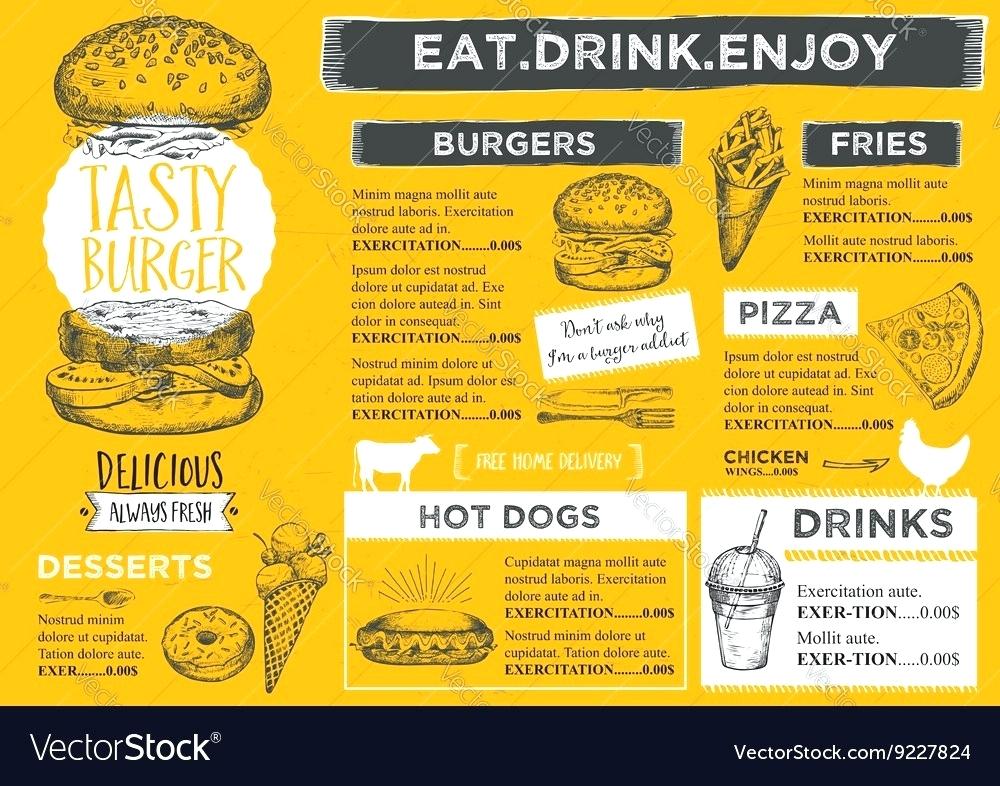 EAT.DRINK.ENJOY
TASTY
BURGER
DELICIOUS
ALWAYS FRESH
DESSERTS
Nostrud minim
dolore ut cupidatat.
Tation dolore aute.
EXER........0.00$
BURGERS
Minim magna mollit aute
nostrud laboris. Exercitation
dolore aute ad in.
EXERCITATION........0.00$
Ipsum dolor est nostrud
dolor ut cupidatat ad. Exe
cion dolore autead in. Sint
dolor in consequat.
EXERCITATION........0.00$
Nostrud minim dolore ut
cupidatat ad. Ipsum dolor est
tation dolore aute ad in.
EXERCITATION........0.00$
Don't ask why
I'm a burger addict
FREE HOME DELIVERY
HOT DOGS
Cupidatat magna mollit aute
nostrud laboris. Exercitation
dolore aute ad in.
EXERCITATION........0.00$
Nostrud minim dolore ut
cupidatat. Tation dolore aute.
EXERCITATION........0.00$
FRIES
Minim magna mollit aute
nostrud laboris.
EXERCITATION........0.00$
Mollit aute nostrud laboris.
EXERCITATION........0.00$
PIZZA
Ipsum dolor est nostrud
dolor ut cupidatat ad. Exe
cion dolore autead in. Sint
dolor in consequat.
EXERCITATION........0.00$
CHICKEN
WINGS....0.00$
DRINKS
Exercitation aute.
EXER-TION....0.00$
Mollit aute.
EXER-TION.....0.00$
VectorStock®
VectorStock.com/9227824